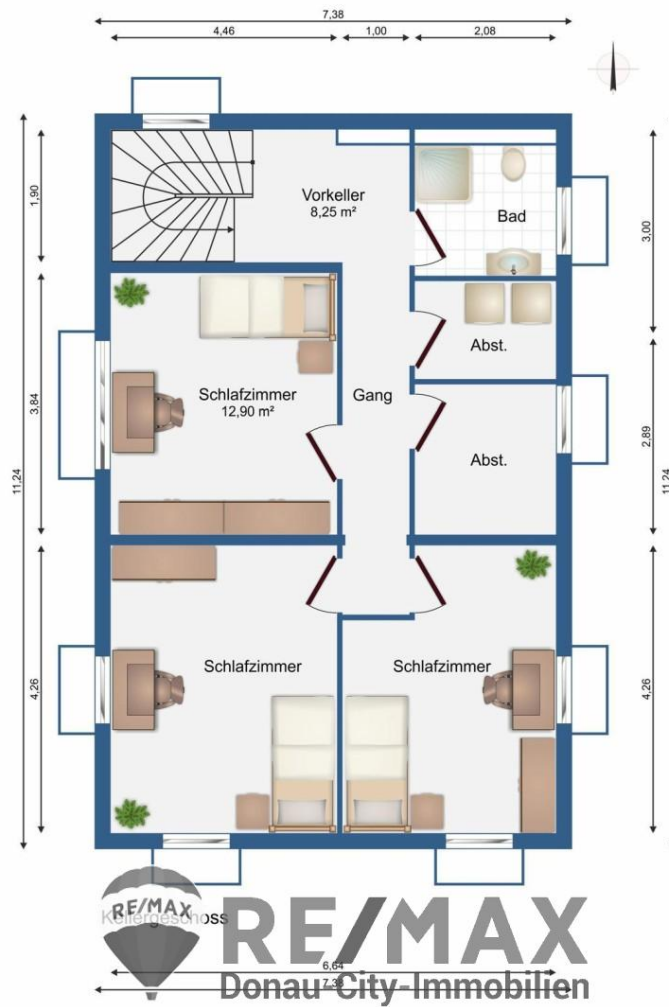 7,38
4,46
1,00
2,08
Vorkeller
8,25 m²
Bad
1,90
3,00
Abst.
Schlafzimmer
12,90 m²
Gang
3,84
2,89
11,24
11,24
Abst.
Schlafzimmer
Schlafzimmer
4,26
4,26
Kellergeschoss
RE/MAX
RE/MAX
6,64
Donau-City-Immobilien
7,38